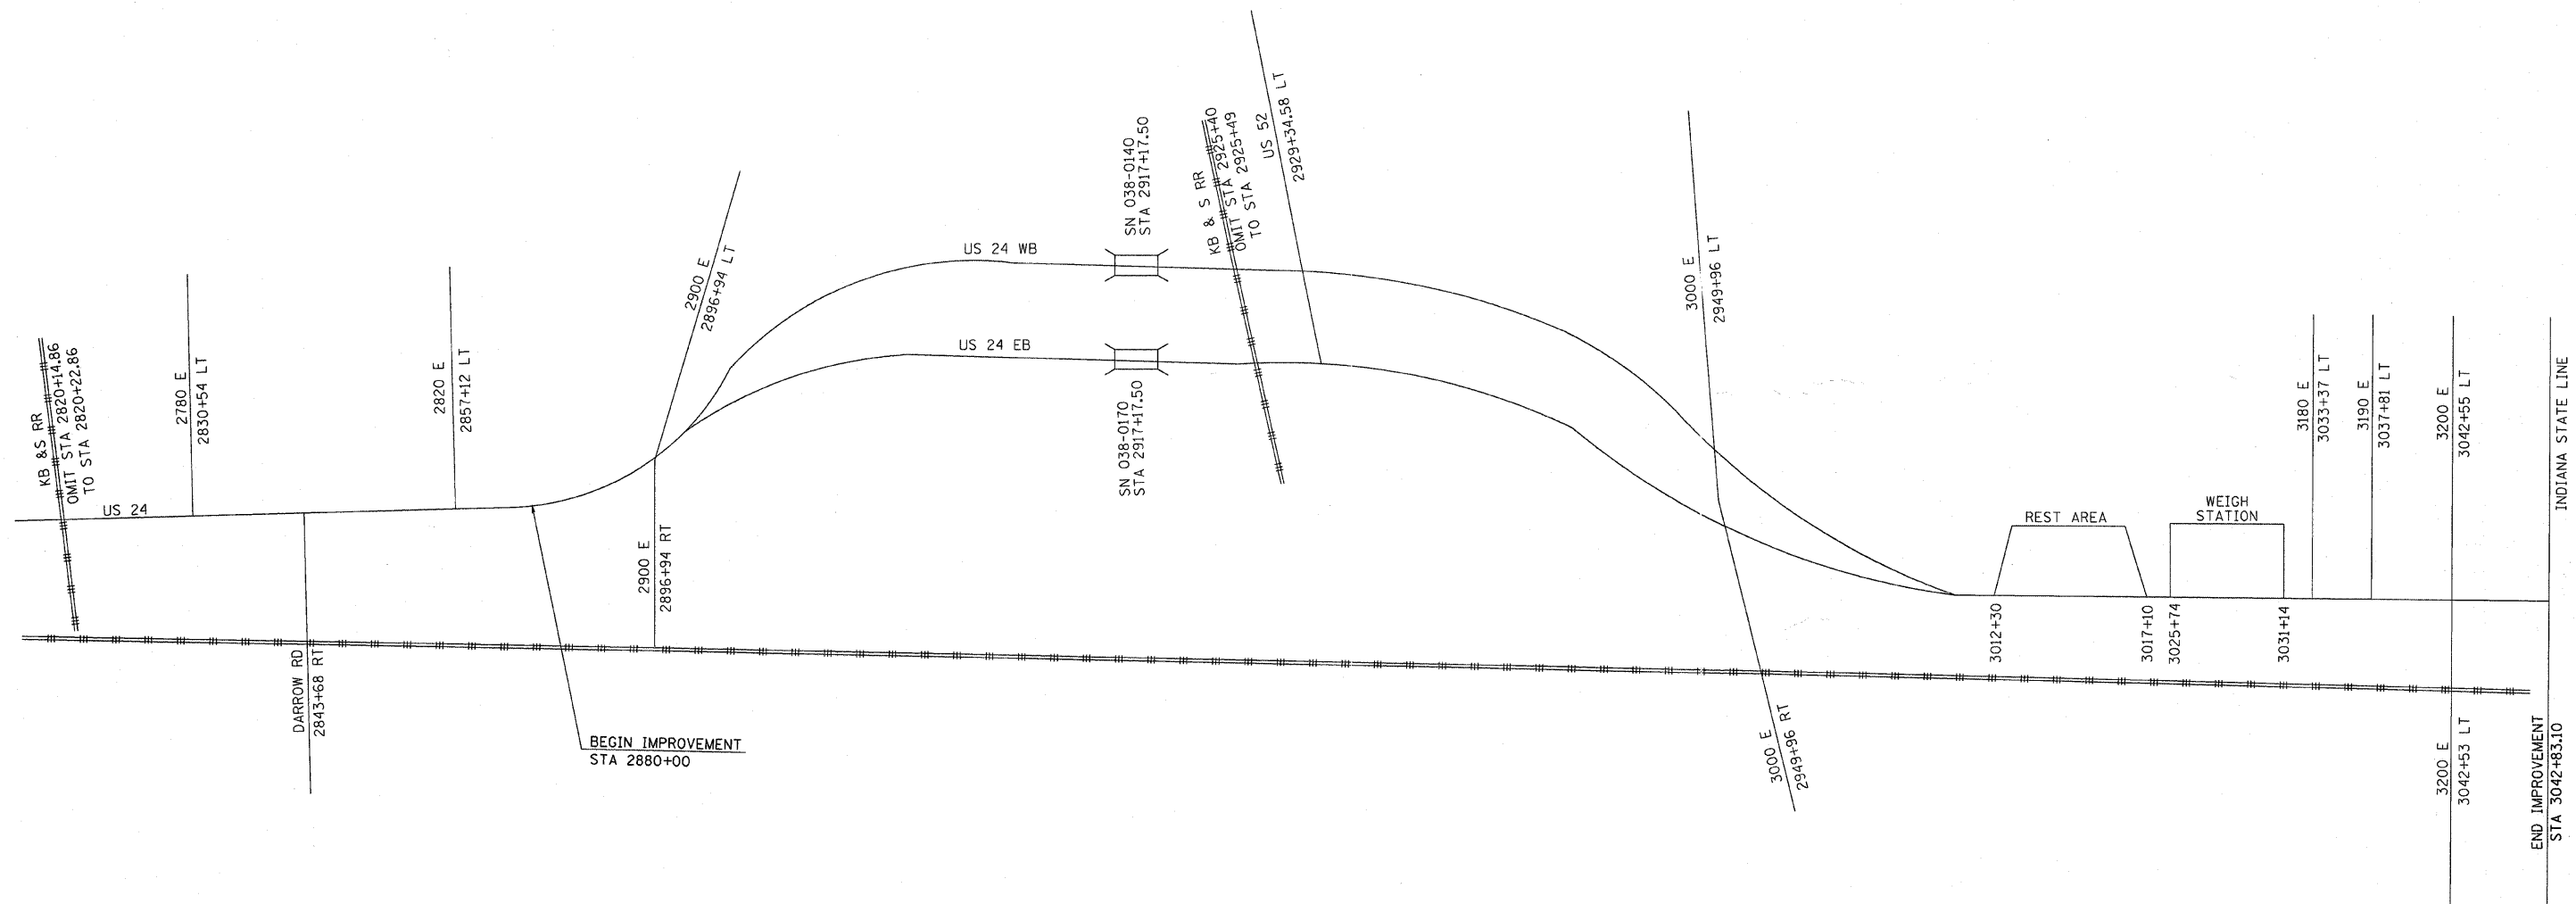 KB &S RR
OMIT STA 2820+14.86
TO STA 2820+22.86
US 24
2780 E
2830+54 LT
DARROW RD
2843+68 RT
2820 E
2857+12 LT
BEGIN IMPROVEMENT
STA 2880+00
2900 E
2896+94 LT
2900 E
2896+94 RT
US 24 WB
US 24 EB
SN 038-0140
STA 2917+17.50
SN 038-0170
STA 2917+17.50
KB & S RR
OMIT STA 2925+40
TO STA 2925+49
US 52
2929+34.58 LT
3000 E
2949+96 LT
3000 E
2949+96 RT
REST AREA
3012+30
3017+10
WEIGH
STATION
3025+74
3031+14
3180 E
3033+37 LT
3190 E
3037+81 LT
3200 E
3042+55 LT
3200 E
3042+53 LT
INDIANA STATE LINE
END IMPROVEMENT
STA 3042+83.10